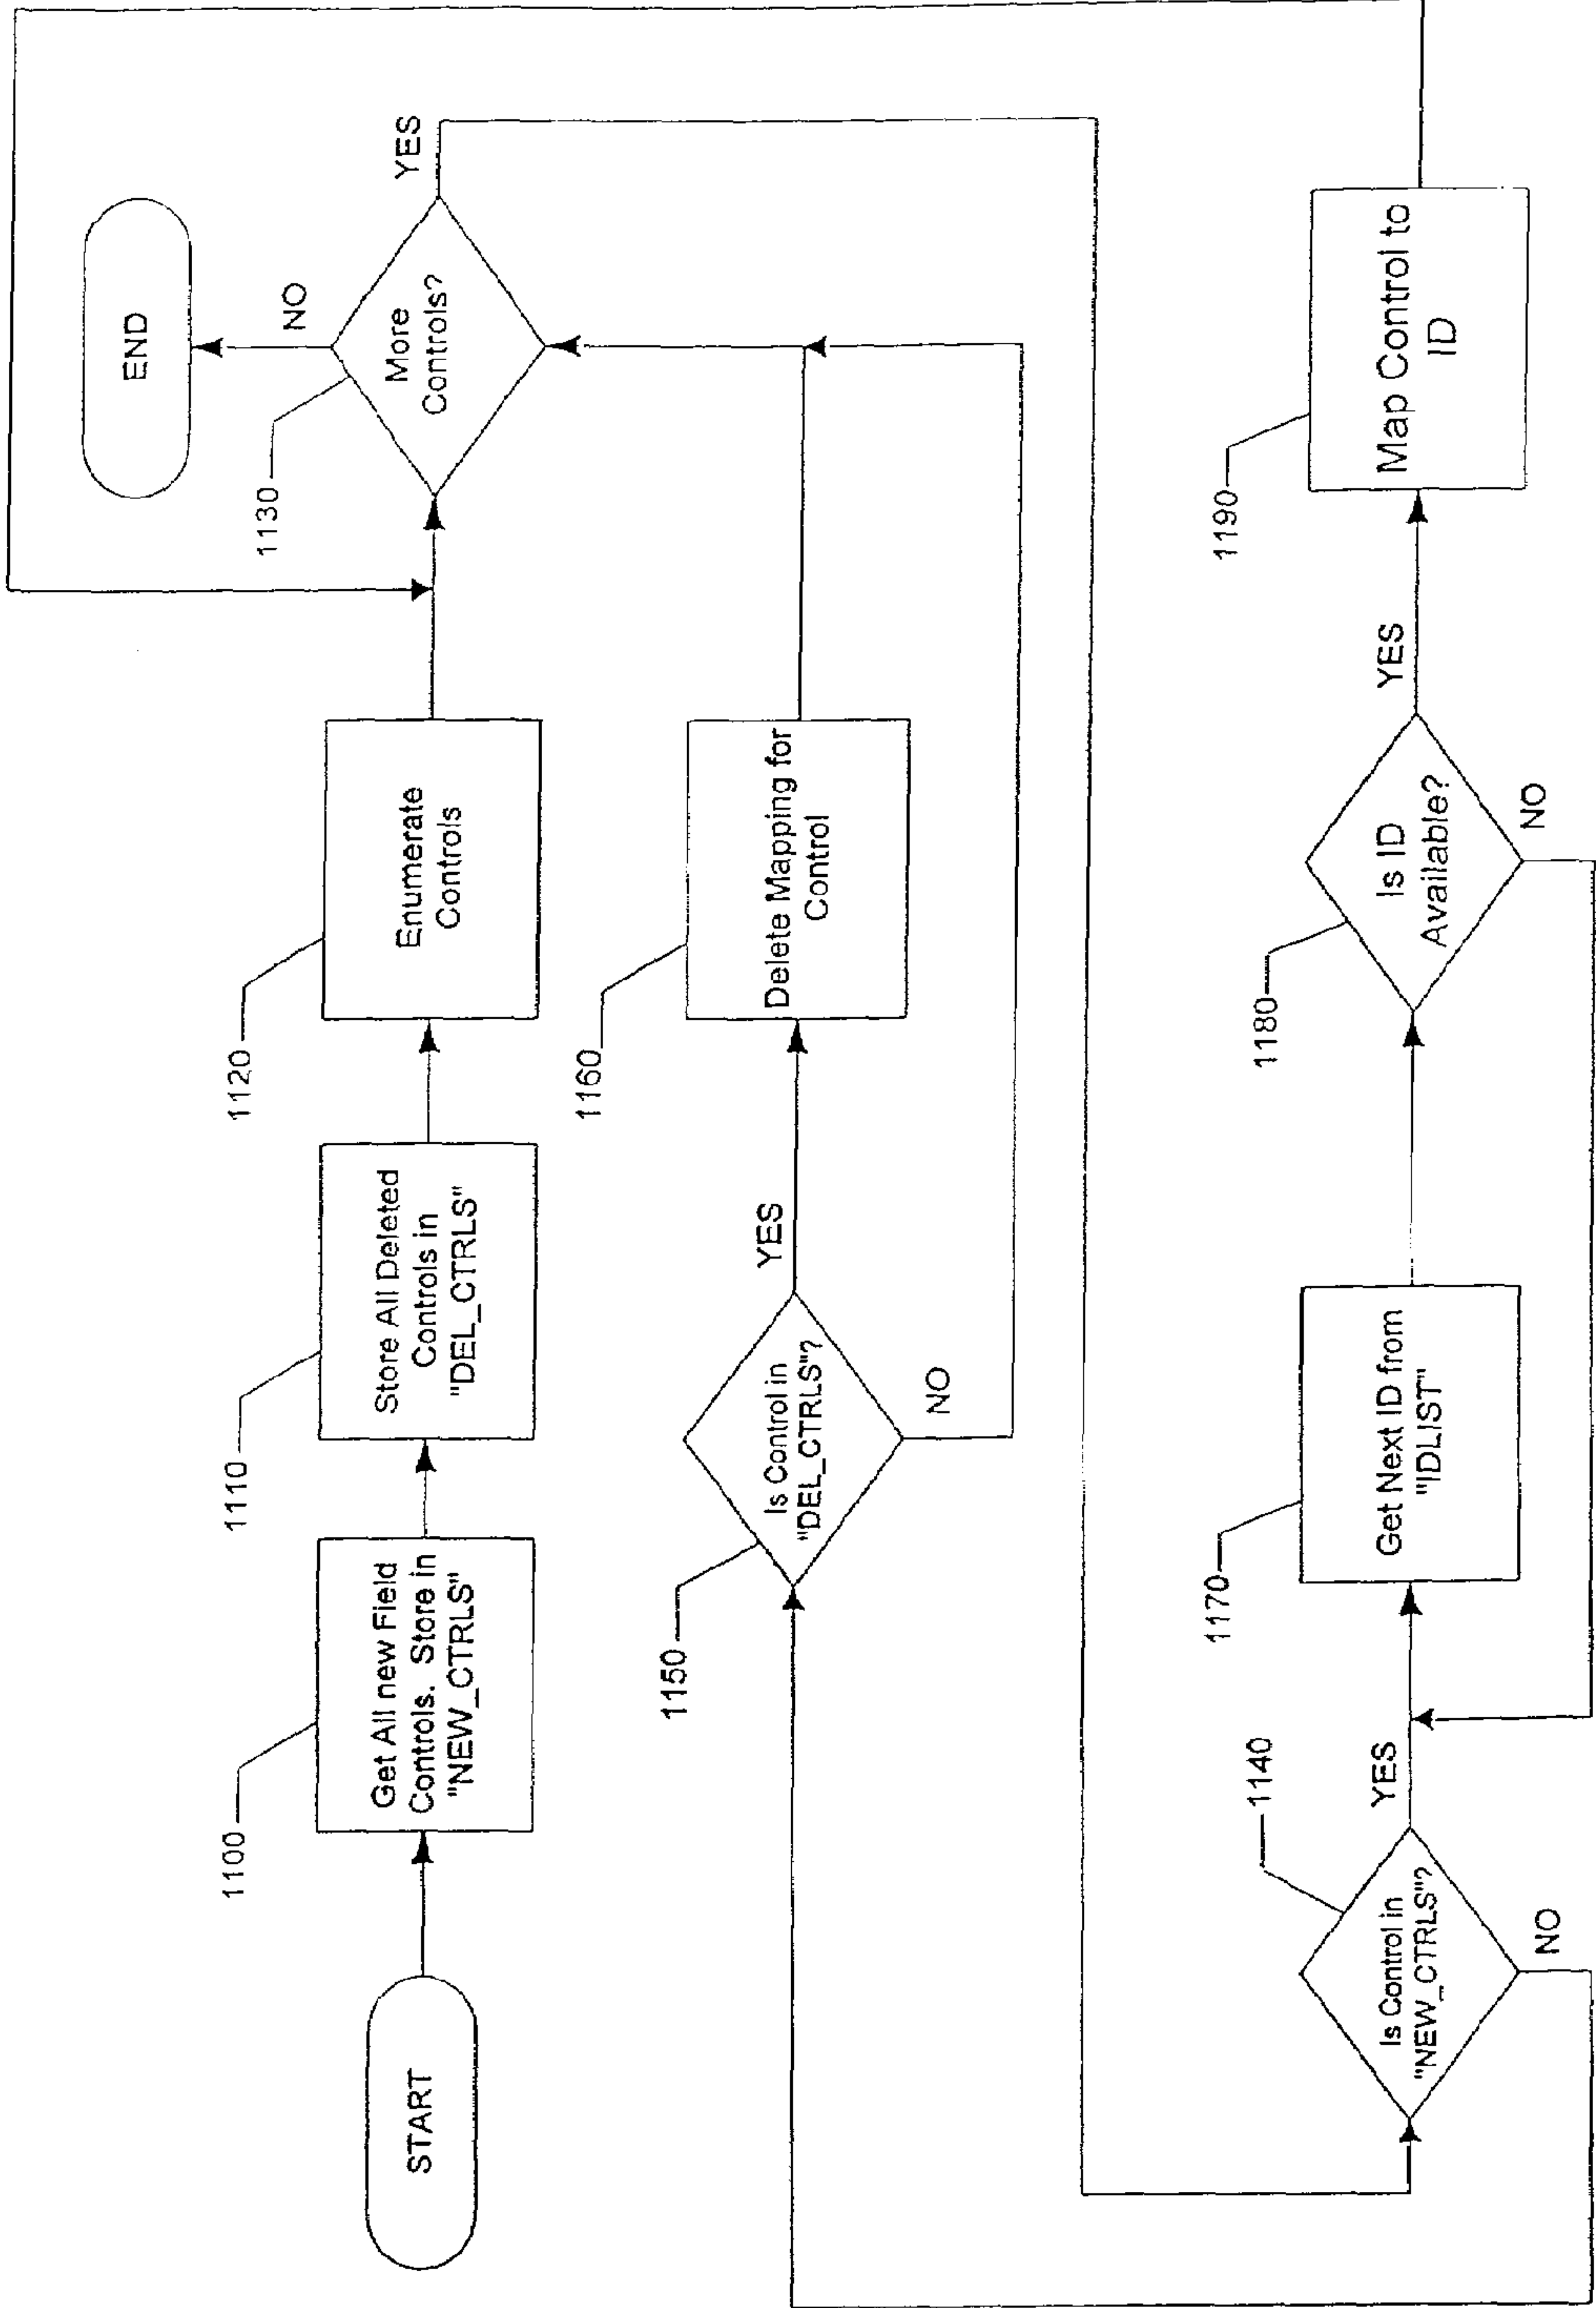 START
1100
Get All new Field
Controls. Store in
"NEW_CTRLS"
1110
Store All Deleted
Controls in
"DEL_CTRLS"
1120
Enumerate
Controls
1130
More
Controls?
NO
END
YES
1150
Is Control in
"DEL_CTRLS"?
YES
NO
1160
Delete Mapping for
Control
1140
Is Control in
"NEW_CTRLS"?
YES
NO
1170
Get Next ID from
"IDLIST"
1180
Is ID
Available?
YES
NO
1190
Map Control to
ID